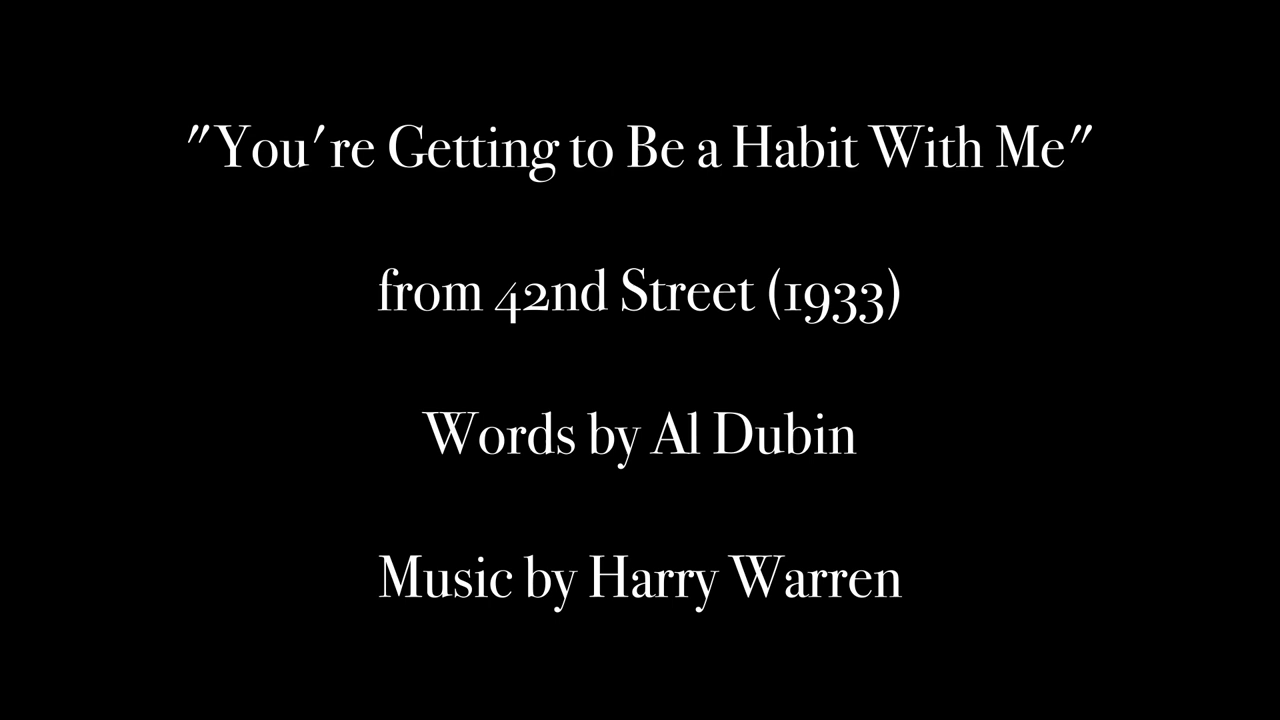 "You're Getting to Be a Habit With Me"
from 42nd Street (1933)
Words by Al Dubin
Music by Harry Warren